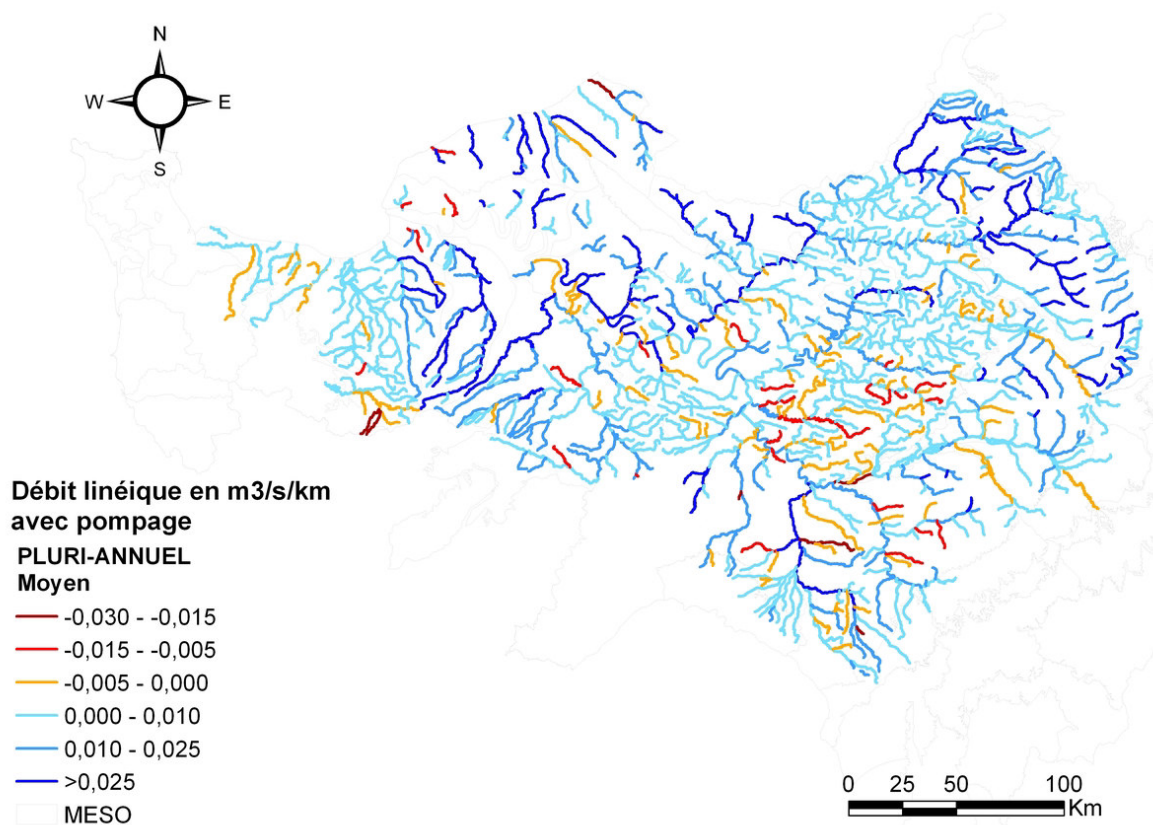 N
W E
S
Débit linéique en m3/s/km
avec pompage
PLURI-ANNUEL
Moyen
-0,030 - -0,015
-0,015 - -0,005
-0,005 - 0,000
0,000 - 0,010
0,010 - 0,025
>0,025
MESO
0 25 50 100
Km